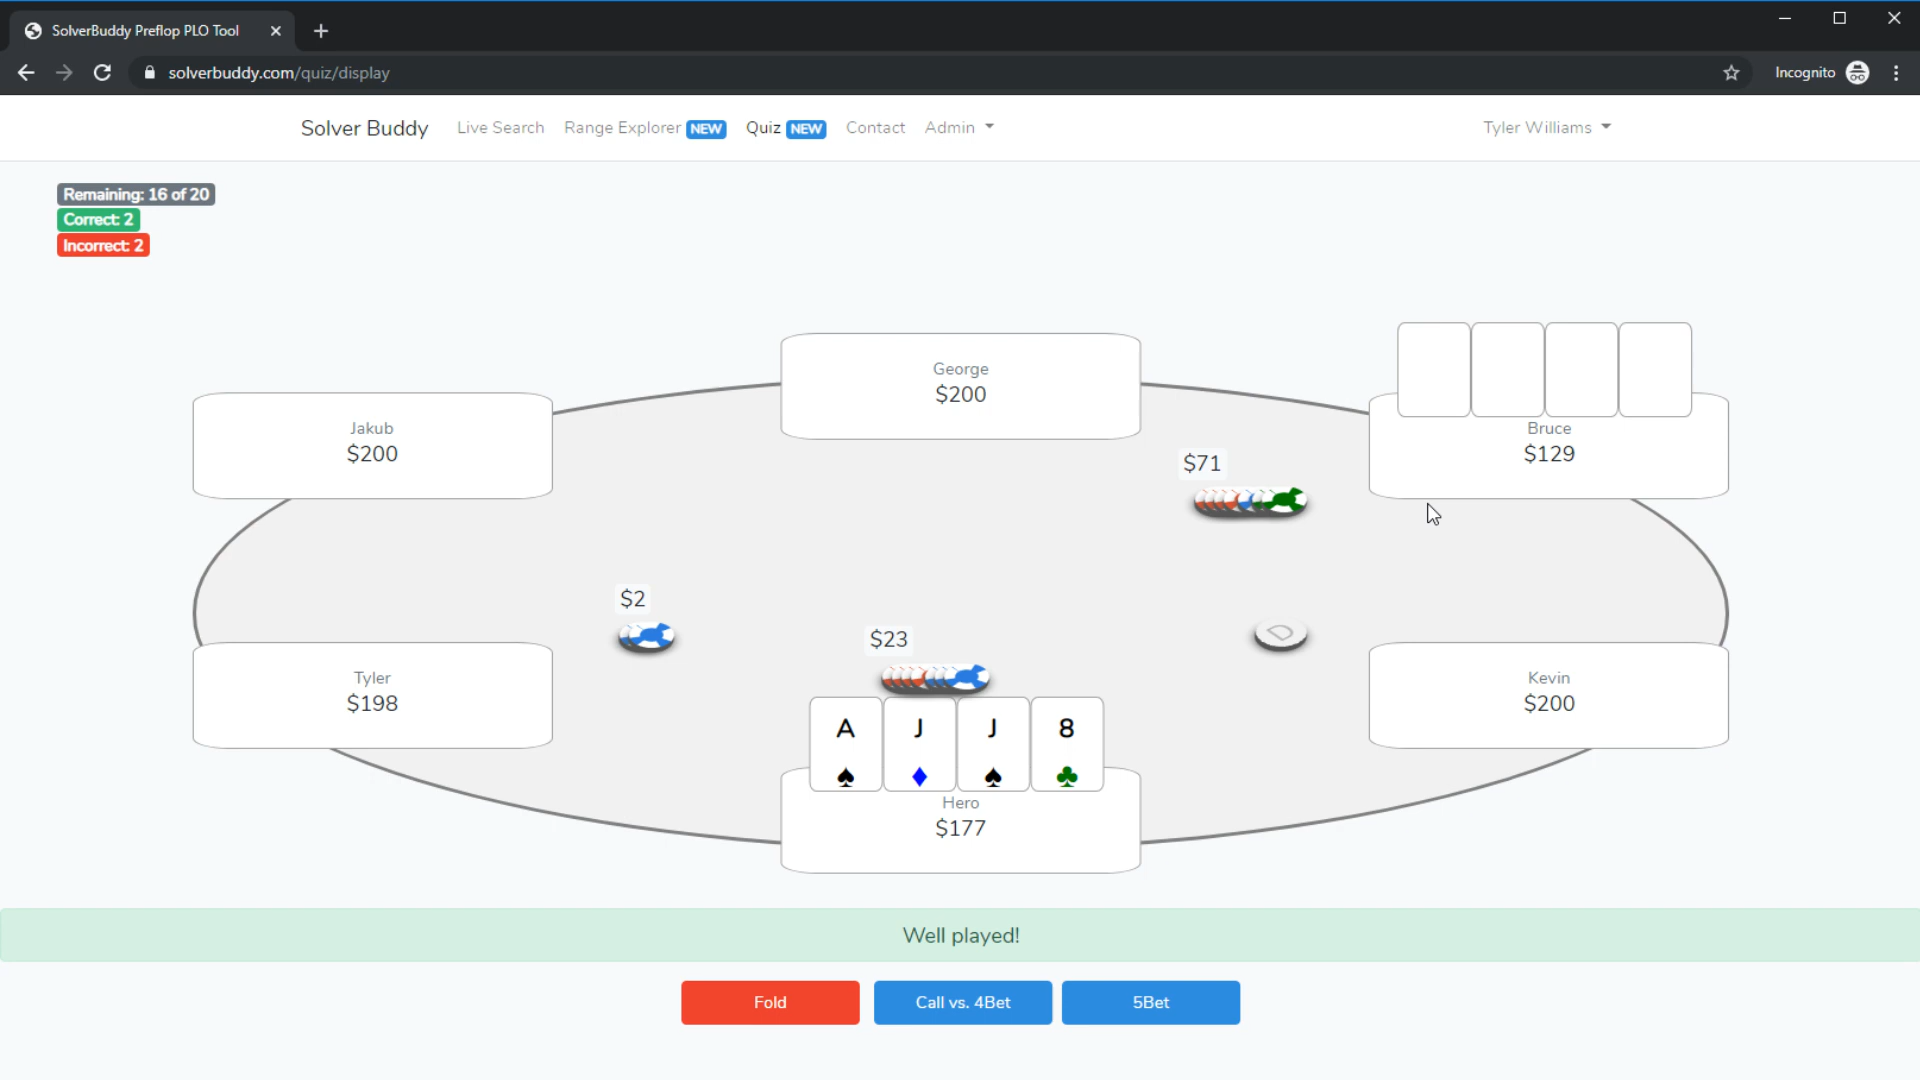 SolverBuddy Preflop PLO Tool
solverbuddy.com/quiz/display
Incognito
Solver Buddy Live Search Range Explorer NEW Quiz NEW Contact Admin Tyler Williams
Remaining: 16 of 20
Correct: 2
Incorrect: 2
George
$200
Jakub
$200
Bruce
$129
$71
$2
$23
D
Tyler
$198
Kevin
$200
A J J 8
♠ ♦ ♠ ♣
Hero
$177
Well played!
Fold Call vs. 4Bet 5Bet